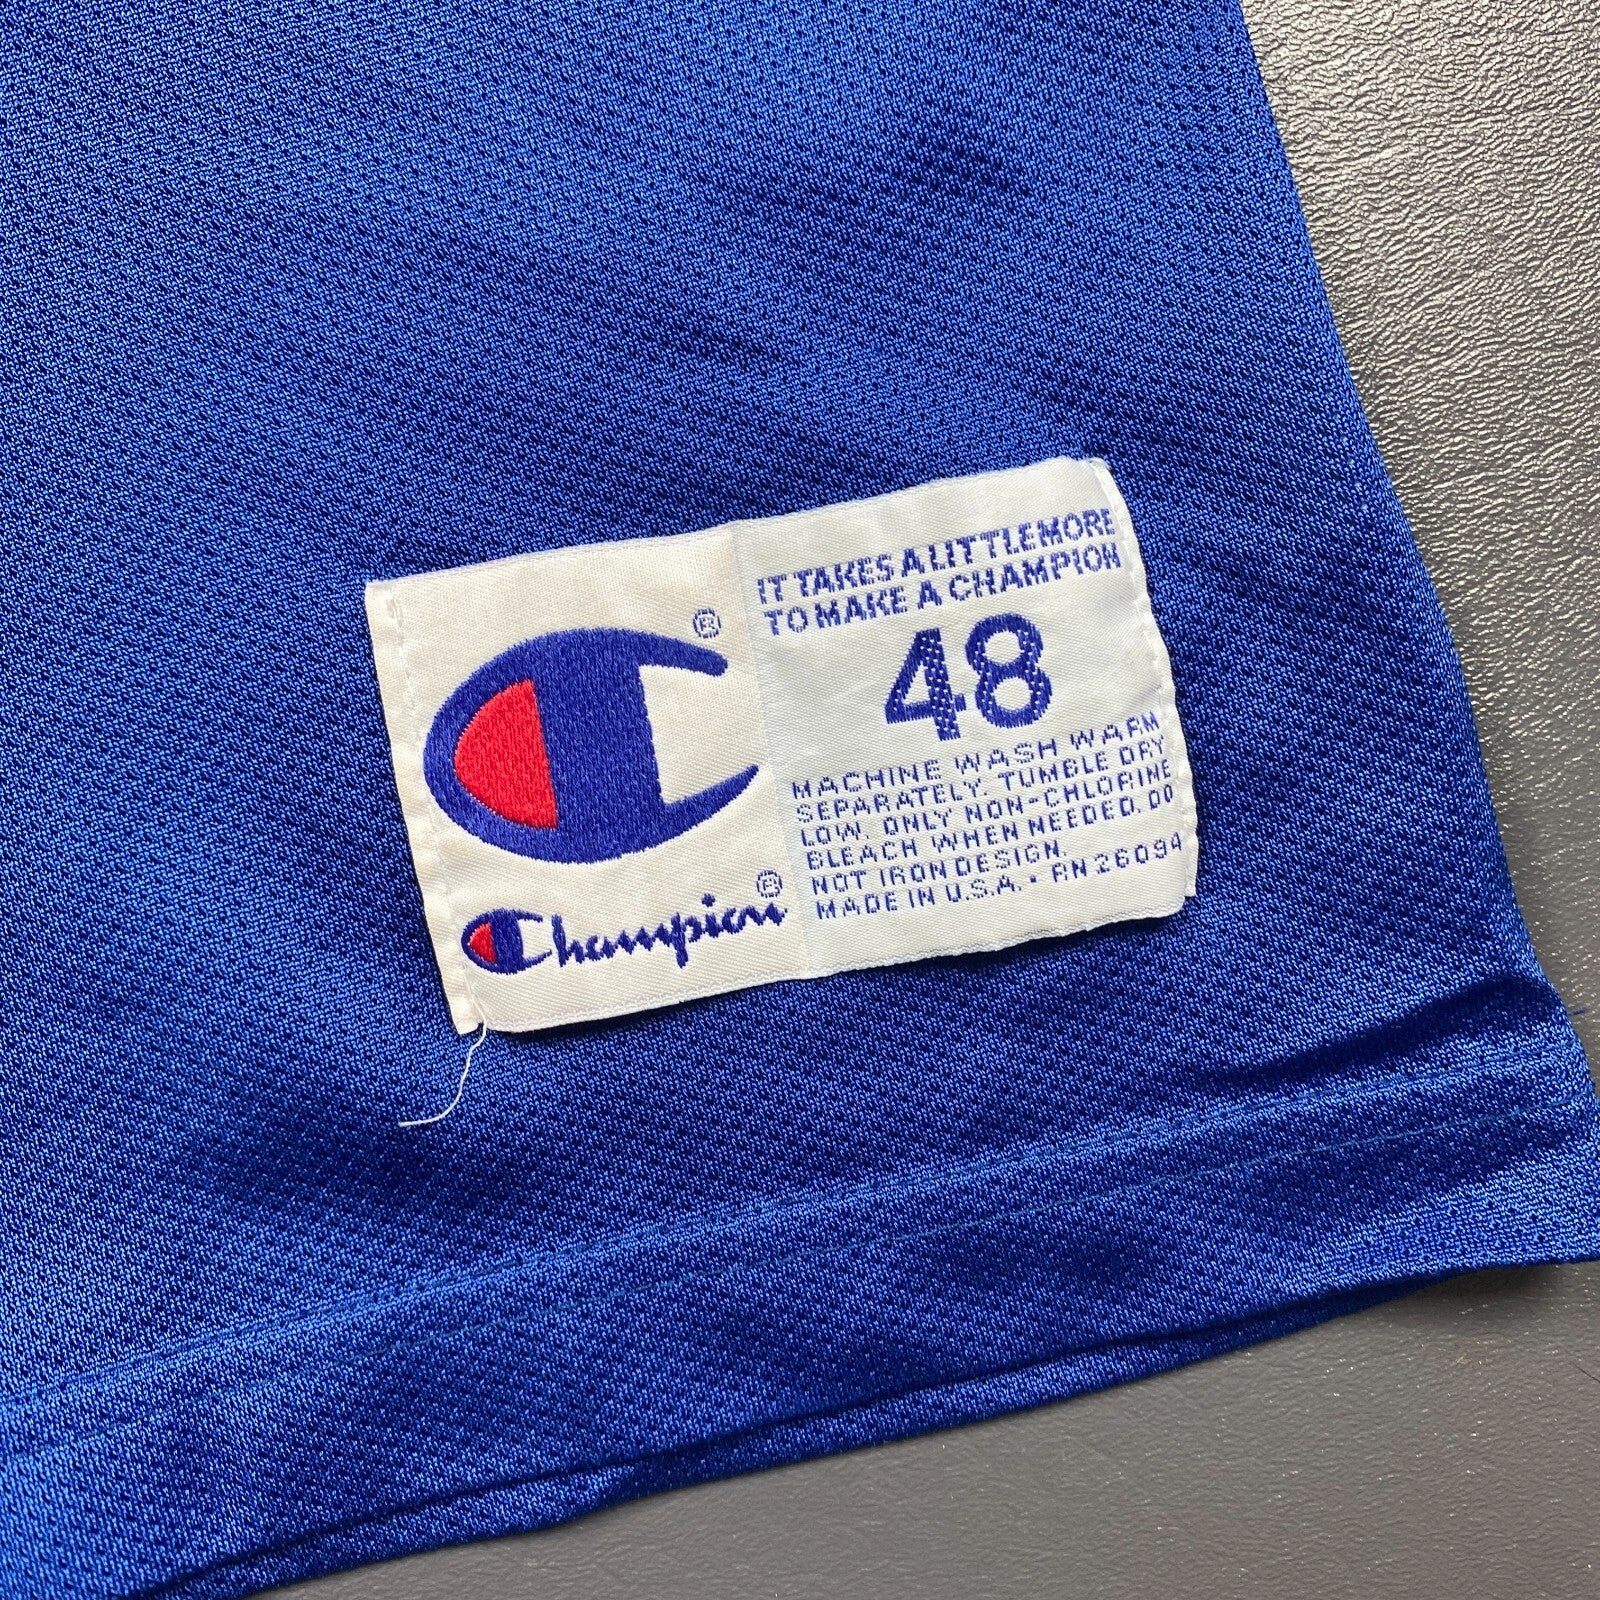 IT TAKES A LITTLE MORE
TO MAKE A CHAMPION
48
MACHINE WASH WARM
SEPARATELY. TUMBLE DRY
LOW. ONLY NON-CHLORINE
BLEACH WHEN NEEDED. DO
NOT IRON DESIGN.
MADE IN U.S.A. • RN 26094
®
Champion®